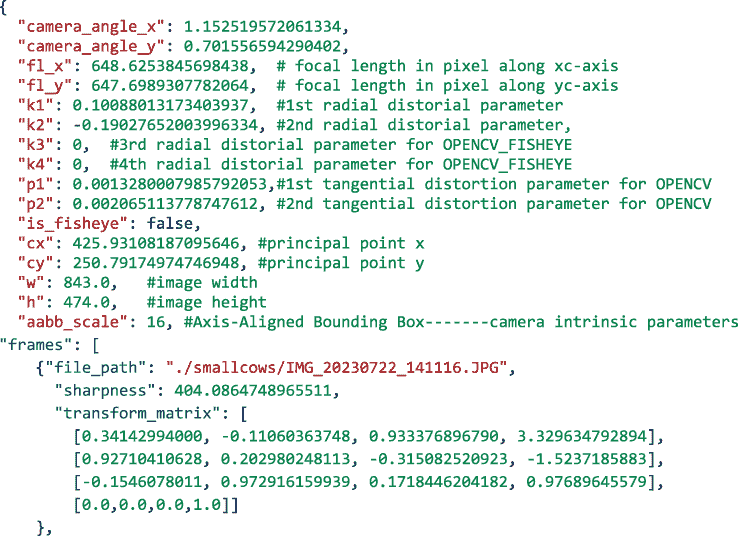 {
"camera_angle_x": 1.152519572061334,
"camera_angle_y": 0.701556594290402,
"fl_x": 648.6253845698438,  # focal length in pixel along xc-axis
"fl_y": 647.6989307782064,  # focal length in pixel along yc-axis
"k1": 0.10088013173403937,  #1st radial distorial parameter
"k2": -0.19027652003996334, #2nd radial distorial parameter,
"k3": 0,  #3rd radial distorial parameter for OPENCV_FISHEYE
"k4": 0,  #4th radial distorial parameter for OPENCV_FISHEYE
"p1": 0.0013280007985792053,#1st tangential distortion parameter for OPENCV
"p2": 0.002065113778747612, #2nd tangential distortion parameter for OPENCV
"is_fisheye": false,
"cx": 425.93108187095646, #principal point x
"cy": 250.79174974746948, #principal point y
"w": 843.0,   #image width
"h": 474.0,   #image height
"aabb_scale": 16, #Axis-Aligned Bounding Box-------camera intrinsic parameters
"frames": [
{"file_path": "./smallcows/IMG_20230722_141116.JPG",
"sharpness": 404.0864748965511,
"transform_matrix": [
[0.34142994000, -0.11060363748, 0.933376896790, 3.329634792894],
[0.92710410628, 0.202980248113, -0.315082520923, -1.5237185883],
[-0.1546078011, 0.972916159939, 0.1718446204182, 0.97689645579],
[0.0,0.0,0.0,1.0]]
},